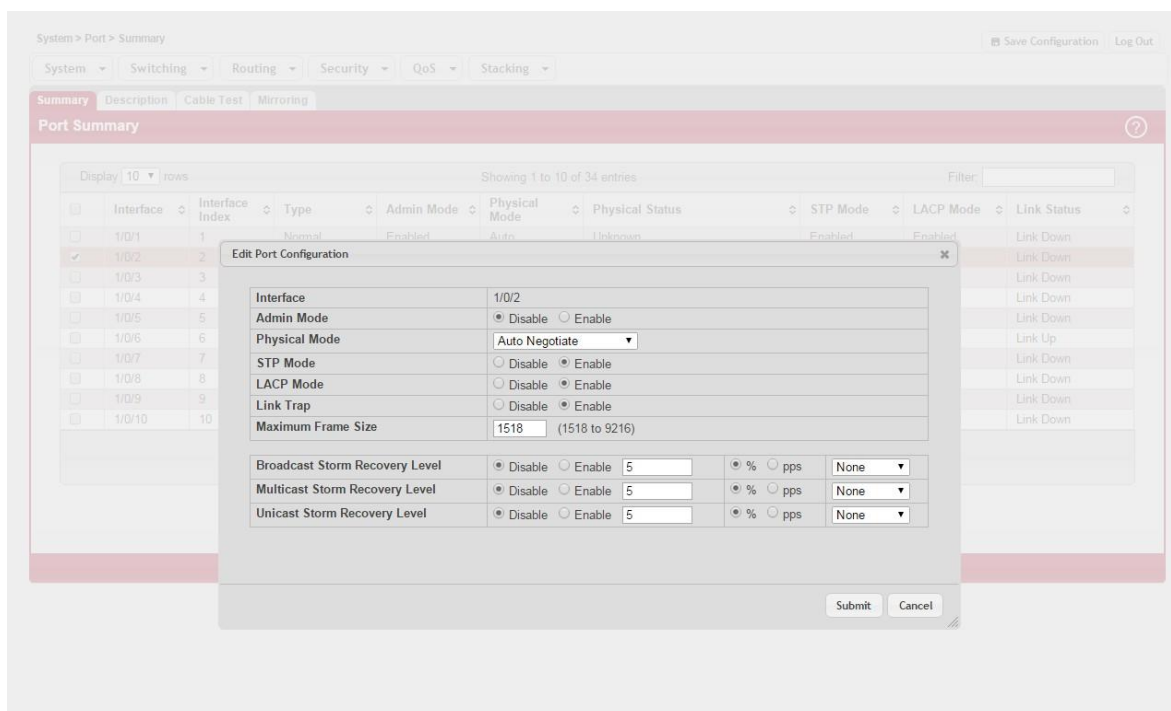 System > Port > Summary
Save Configuration Log Out
System Switching Routing Security QoS Stacking
Summary Description Cable Test Mirroring
Port Summary
Display 10 rows Showing 1 to 10 of 34 entries Filter:
Interface Interface Index Type Admin Mode Physical Mode Physical Status STP Mode LACP Mode Link Status
1/0/1 1 Normal Enabled Auto Unknown Enabled Enabled Link Down
1/0/2 2 Link Down
1/0/3 3 Link Down
1/0/4 4 Link Down
1/0/5 5 Link Down
1/0/6 6 Link Up
1/0/7 7 Link Down
1/0/8 8 Link Down
1/0/9 9 Link Down
1/0/10 10 Link Down
Edit Port Configuration
Interface 1/0/2
Admin Mode Disable Enable
Physical Mode Auto Negotiate
STP Mode Disable Enable
LACP Mode Disable Enable
Link Trap Disable Enable
Maximum Frame Size 1518 (1518 to 9216)
Broadcast Storm Recovery Level Disable Enable 5 % pps None
Multicast Storm Recovery Level Disable Enable 5 % pps None
Unicast Storm Recovery Level Disable Enable 5 % pps None
Submit Cancel